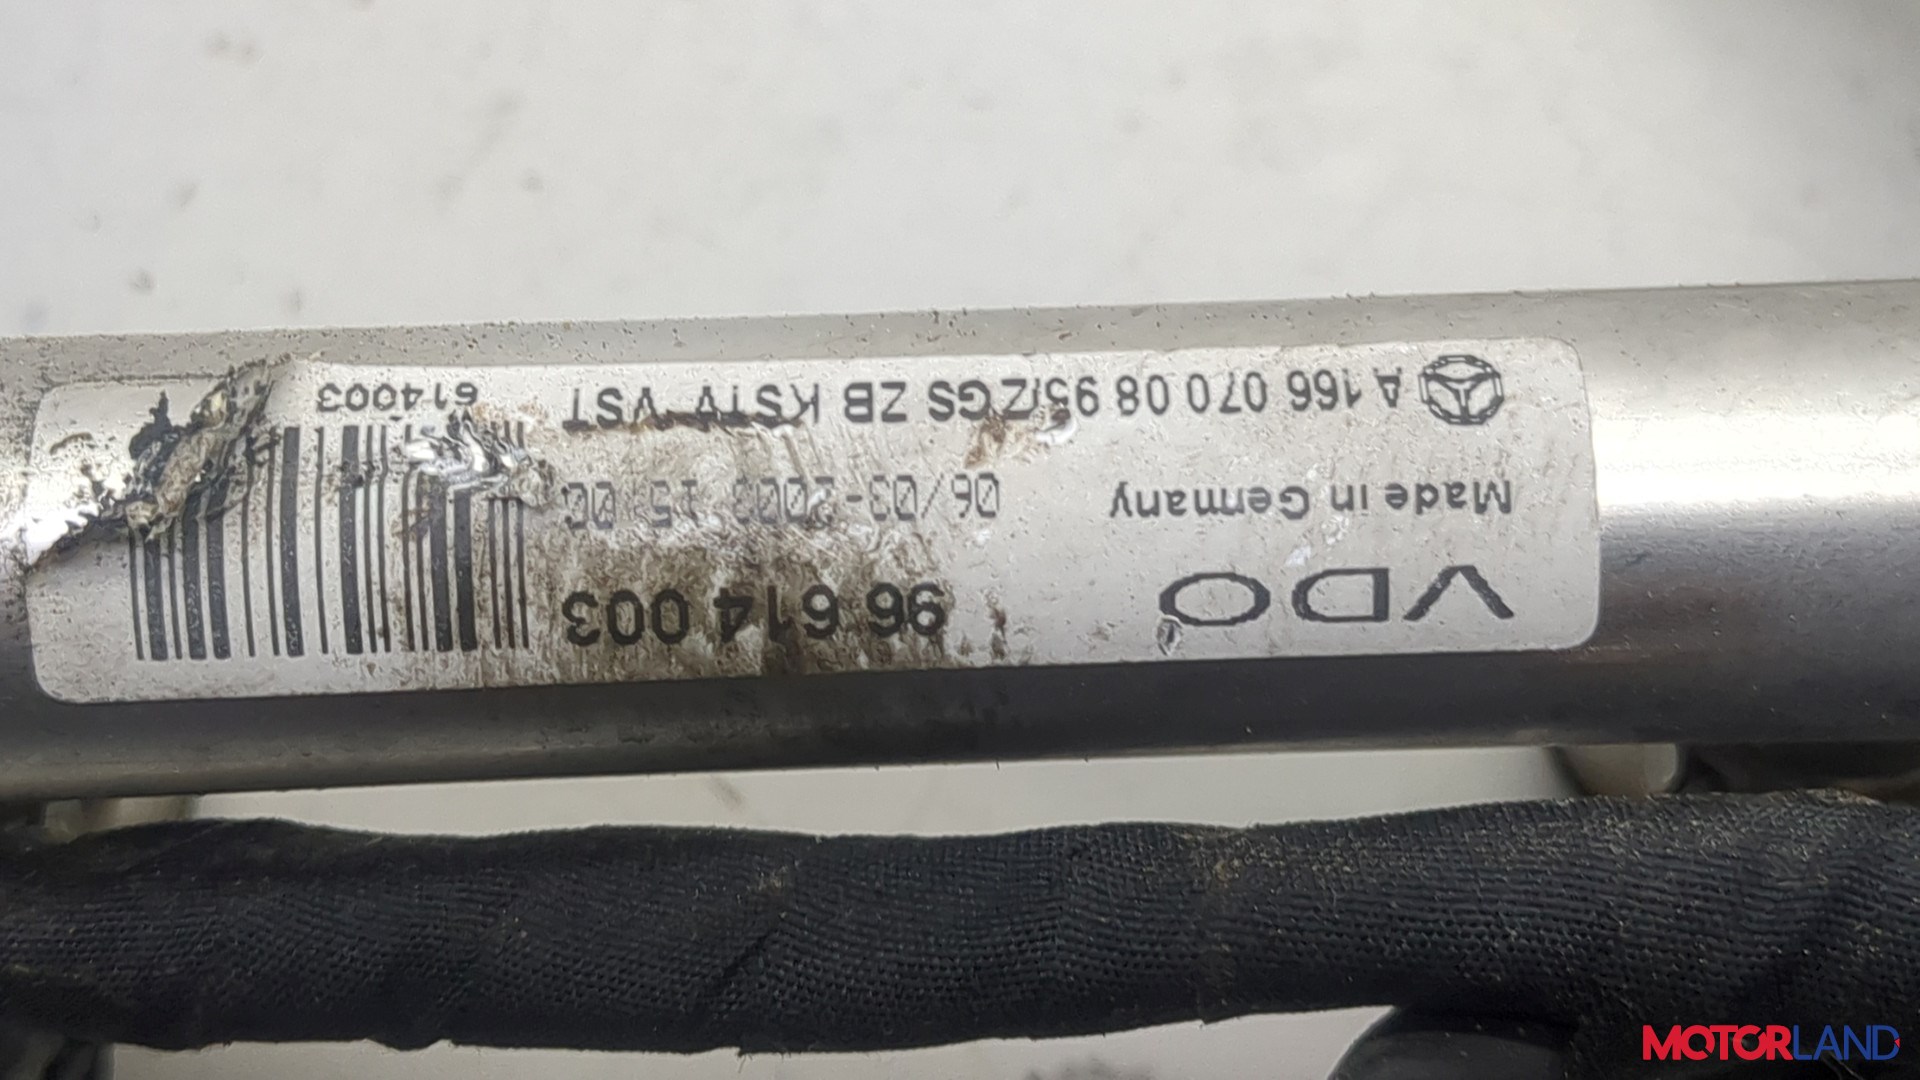 VDO 96 614 003
Made in Germany
A 166 070 08 95/ZGS ZB KSTV VST 614003
MOTORLAND